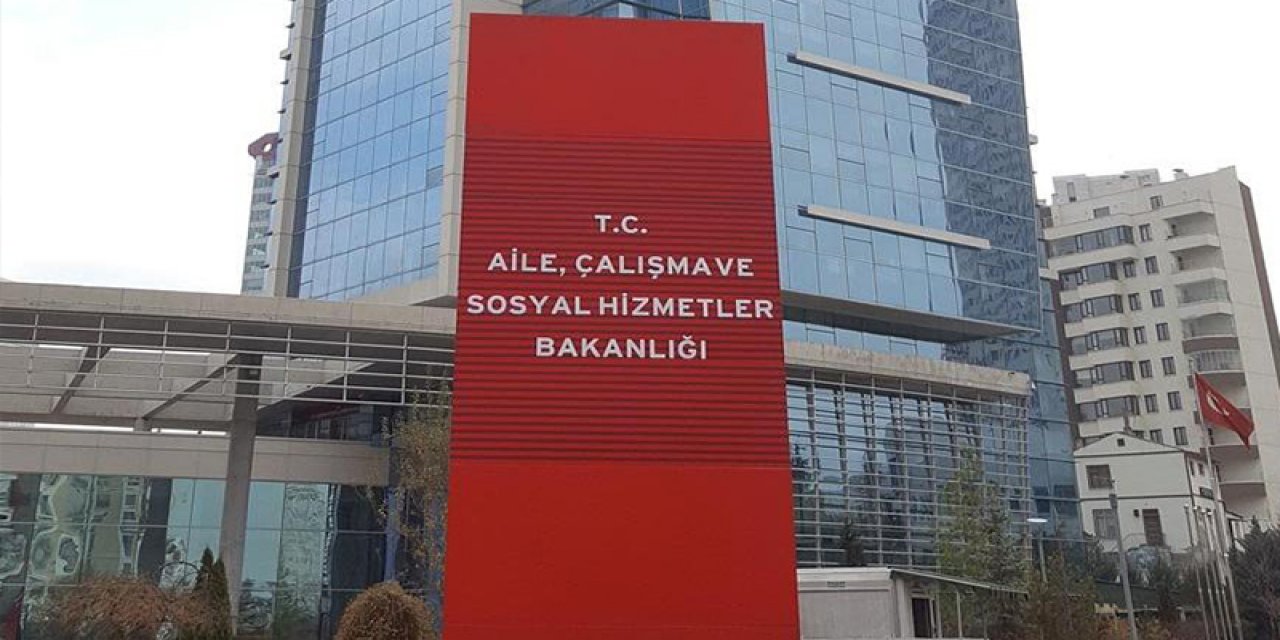 T.C.
AİLE, ÇALIŞMAVE
SOSYAL HİZMETLER
BAKANLIĞI